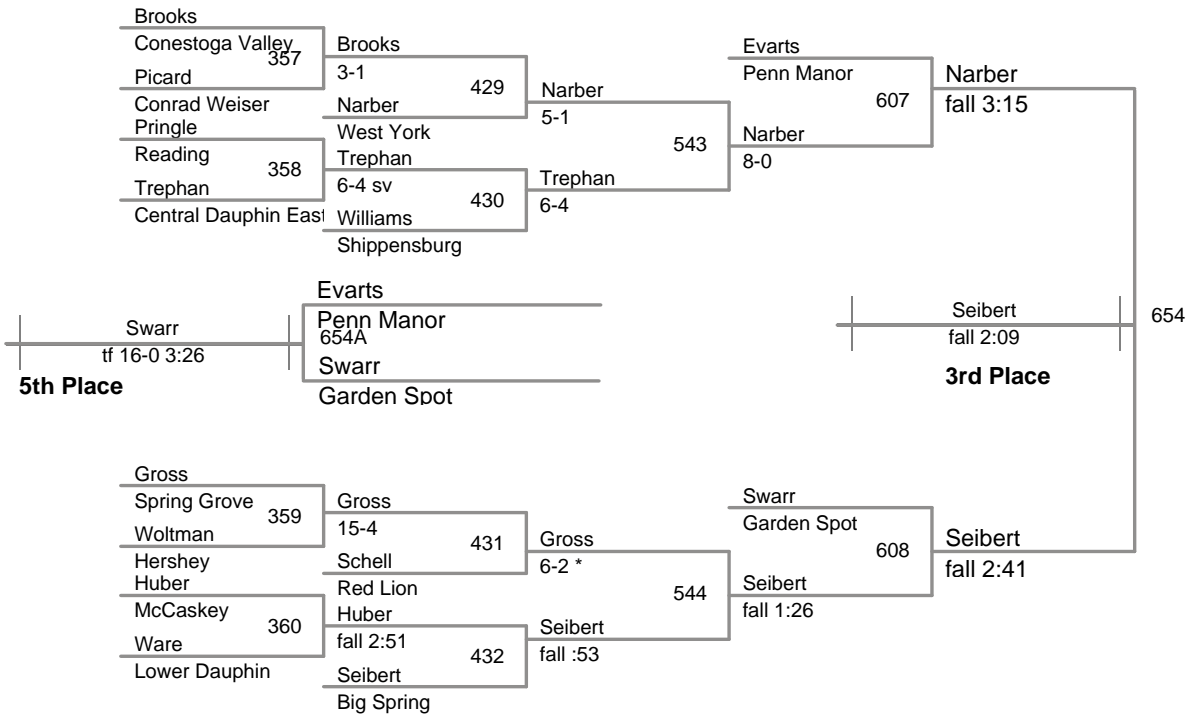 Brooks
Conestoga Valley
357
Picard
Conrad Weiser
Pringle
Reading
358
Trephan
Central Dauphin East
Brooks
3-1
429
Narber
West York
Trephan
6-4 sv
430
Williams
Shippensburg
Narber
5-1
543
Trephan
6-4
Evarts
Penn Manor
607
Narber
8-0
Narber
fall 3:15
Swarr
tf 16-0 3:26
5th Place
Evarts
Penn Manor
654A
Swarr
Garden Spot
Seibert
fall 2:09
3rd Place
654
Gross
Spring Grove
359
Woltman
Hershey
Huber
McCaskey
360
Ware
Lower Dauphin
Gross
15-4
431
Schell
Red Lion
Huber
fall 2:51
432
Seibert
Big Spring
Gross
6-2 *
544
Seibert
fall :53
Swarr
Garden Spot
608
Seibert
fall 1:26
Seibert
fall 2:41